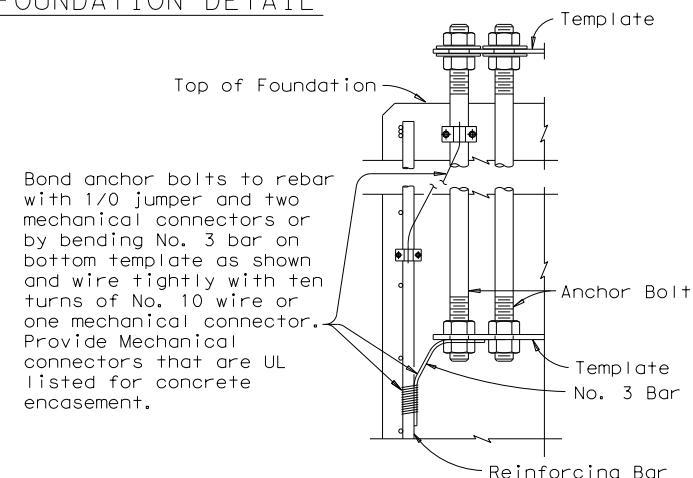 FOUNDATION DETAIL
Template
Top of Foundation
Bond anchor bolts to rebar
with 1/0 jumper and two
mechanical connectors or
by bending No. 3 bar on
bottom template as shown
and wire tightly with ten
turns of No. 10 wire or
one mechanical connector.
Provide Mechanical
connectors that are UL
listed for concrete
encasement.
Anchor Bolt
Template
No. 3 Bar
Reinforcing Bar